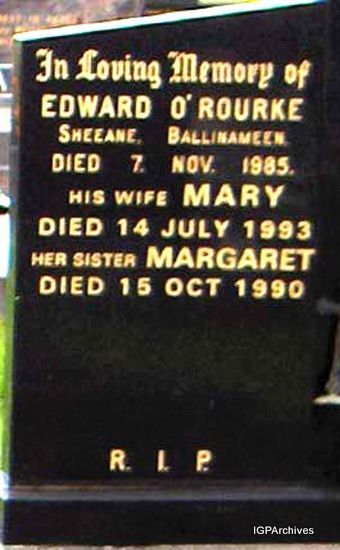 In Loving Memory of
EDWARD O'ROURKE
SHEEANE, BALLINAMEEN.
DIED 7. NOV. 1985.
HIS WIFE MARY
DIED 14 JULY 1993
HER SISTER MARGARET
DIED 15 OCT 1990
R. I. P.
IGPArchives